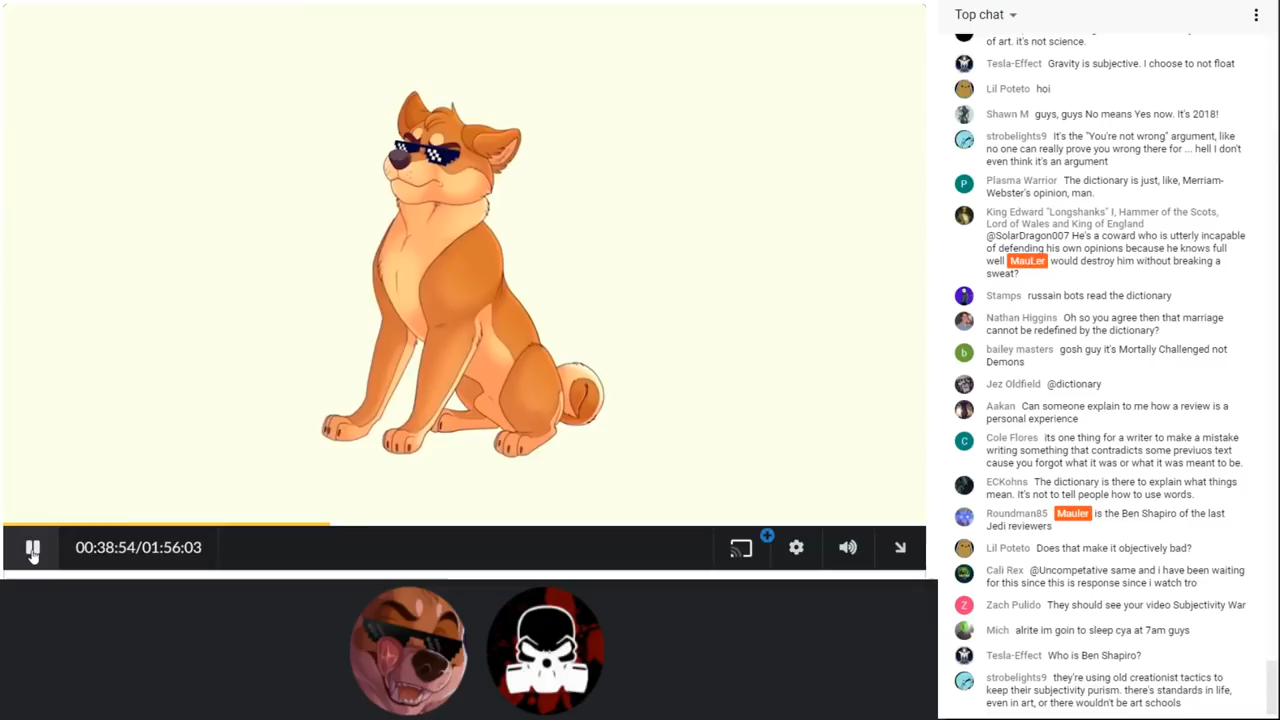 Top chat
of art. it's not science.
Tesla-Effect Gravity is subjective. I choose to not float
Lil Poteto hoi
Shawn M guys, guys No means Yes now. It's 2018!
strobelights9 It's the "You're not wrong" argument, like
no one can really prove you wrong there for ... hell I don't
even think it's an argument
Plasma Warrior The dictionary is just, like, Merriam-
Webster's opinion, man.
King Edward "Longshanks" I, Hammer of the Scots,
Lord of Wales and King of England
@SolarDragon007 He's a coward who is utterly incapable
of defending his own opinions because he knows full
well MauLer would destroy him without breaking a
sweat?
Stamps russain bots read the dictionary
Nathan Higgins Oh so you agree then that marriage
cannot be redefined by the dictionary?
bailey masters gosh guy it's Mortally Challenged not
Demons
Jez Oldfield @dictionary
Aakan Can someone explain to me how a review is a
personal experience
Cole Flores its one thing for a writer to make a mistake
writing something that contradicts some previuos text
cause you forgot what it was or what it was meant to be.
ECKohns The dictionary is there to explain what things
mean. It's not to tell people how to use words.
Roundman85 Mauler is the Ben Shapiro of the last
Jedi reviewers
Lil Poteto Does that make it objectively bad?
Cali Rex @Uncompetative same and i have been waiting
for this since this is response since i watch tro
Zach Pulido They should see your video Subjectivity War
Mich alrite im goin to sleep cya at 7am guys
Tesla-Effect Who is Ben Shapiro?
strobelights9 they're using old creationist tactics to
keep their subjectivity purism. there's standards in life,
even in art, or there wouldn't be art schools
00:38:54/01:56:03
P
b
C
Z